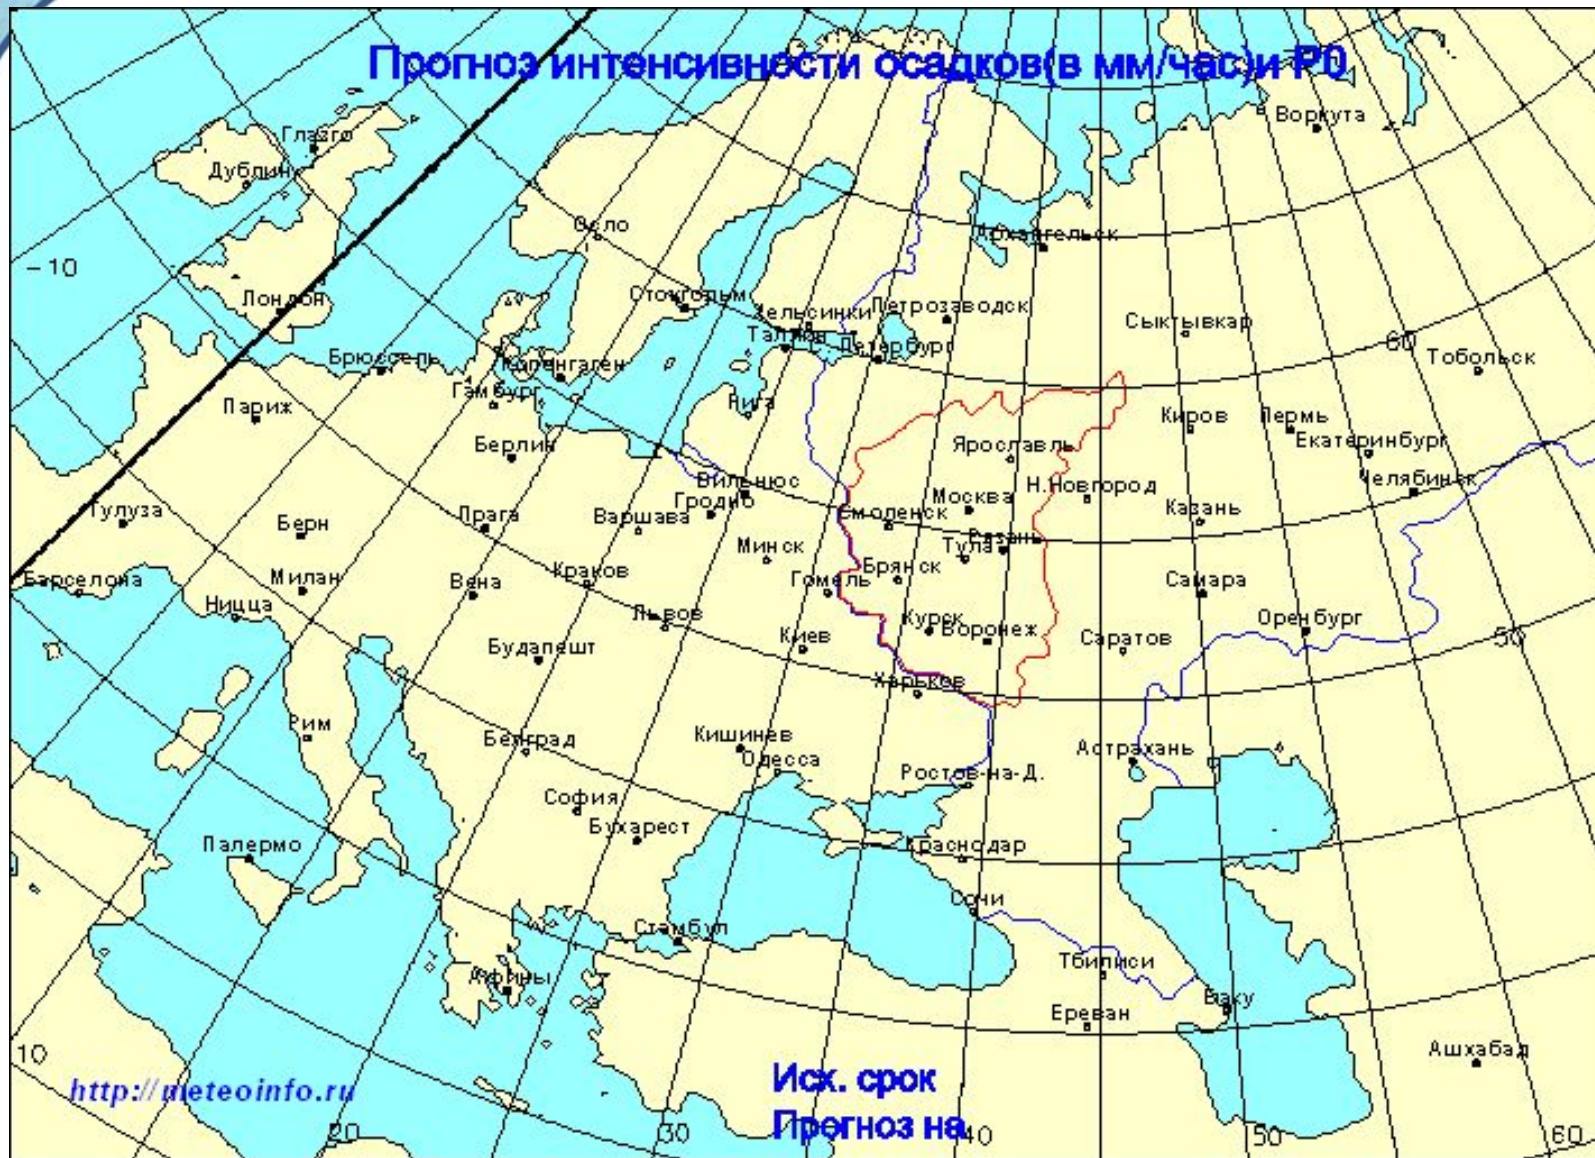 Прогноз интенсивности осадков(в мм/час)и P0
Воркута
Глазго
Дублин
Осло
Архангельск
-10
Лондон
Стокгольм
Хельсинки
Петрозаводск
Таллин
С.Петербург
Сыктывкар
60
Тобольск
Брюссель
Копенгаген
Гамбург
Париж
Рига
Киров
Пермь
Екатеринбург
Берлин
Ярославль
Челябинск
Вильнюс
Гродно
Москва
Н.Новгород
Тулуза
Берн
Прага
Варшава
Смоленск
Казань
Рязань
Тула
Минск
Брянск
Барселона
Милан
Вена
Краков
Гомель
Самара
Ницца
Львов
Курск
Воронеж
Оренбург
Киев
Саратов
50
Будапешт
Харьков
Рим
Белград
Кишинев
Одесса
Астрахань
Ростов-на-Д.
София
Бухарест
Палермо
Краснодар
Сочи
Стамбул
Афины
Тбилиси
Баку
Ереван
Ашхабад
10
http://meteoinfo.ru
Исх. срок
Прогноз на
20
30
40
50
60